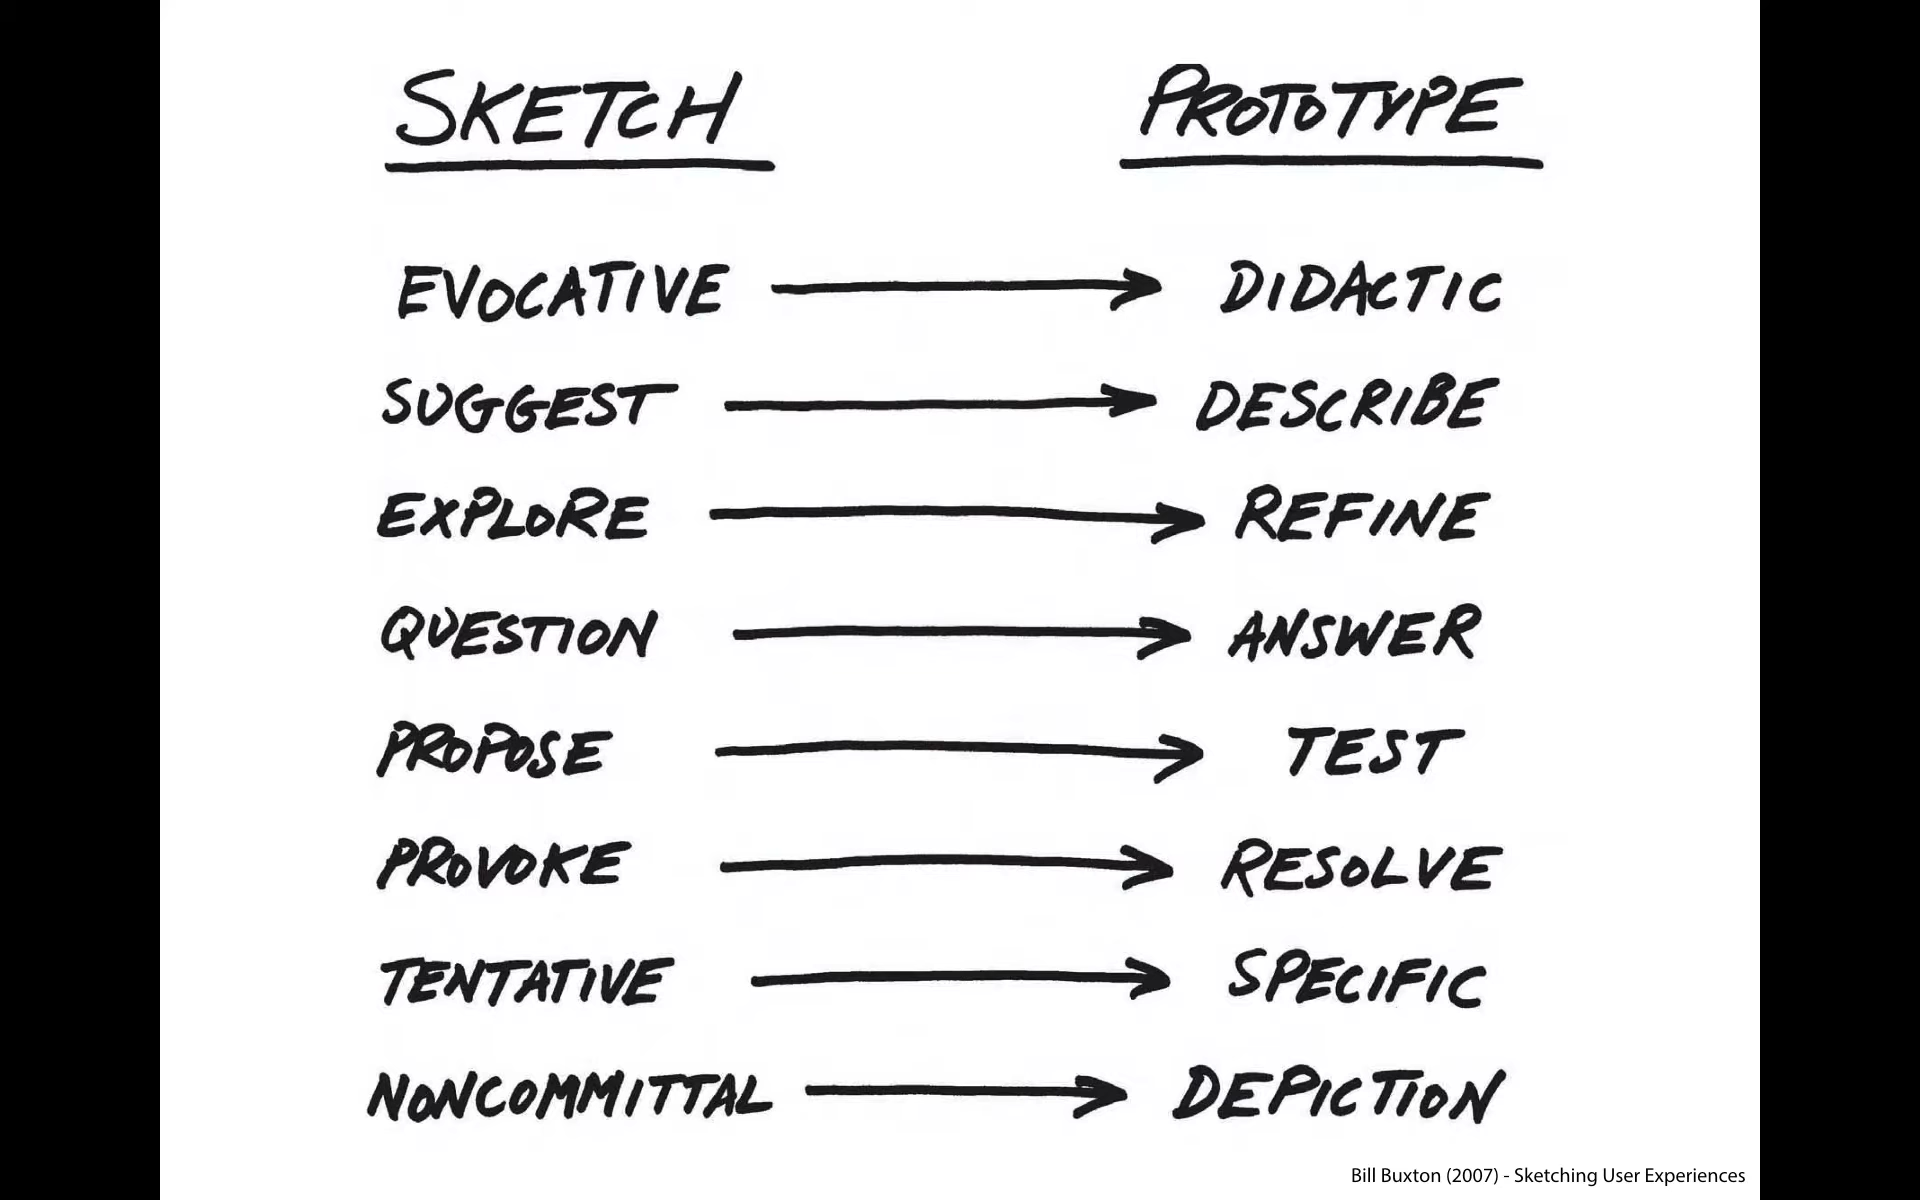 SKETCH PROTOTYPE
EVOCATIVE DIDACTIC
SUGGEST DESCRIBE
EXPLORE REFINE
QUESTION ANSWER
PROPOSE TEST
PROVOKE RESOLVE
TENTATIVE SPECIFIC
NONCOMMITTAL DEPICTION
Bill Buxton (2007) - Sketching User Experiences